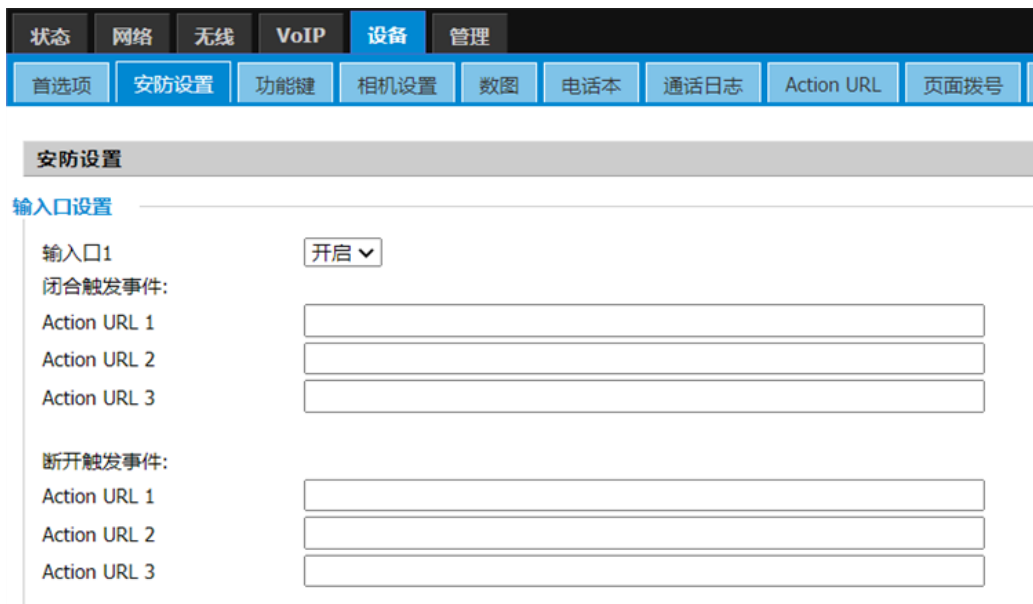 状态 网络 无线 VoIP 设备 管理
首选项 安防设置 功能键 相机设置 数图 电话本 通话日志 Action URL 页面拨号
安防设置
输入口设置
输入口1 开启
闭合触发事件:
Action URL 1
Action URL 2
Action URL 3
断开触发事件:
Action URL 1
Action URL 2
Action URL 3